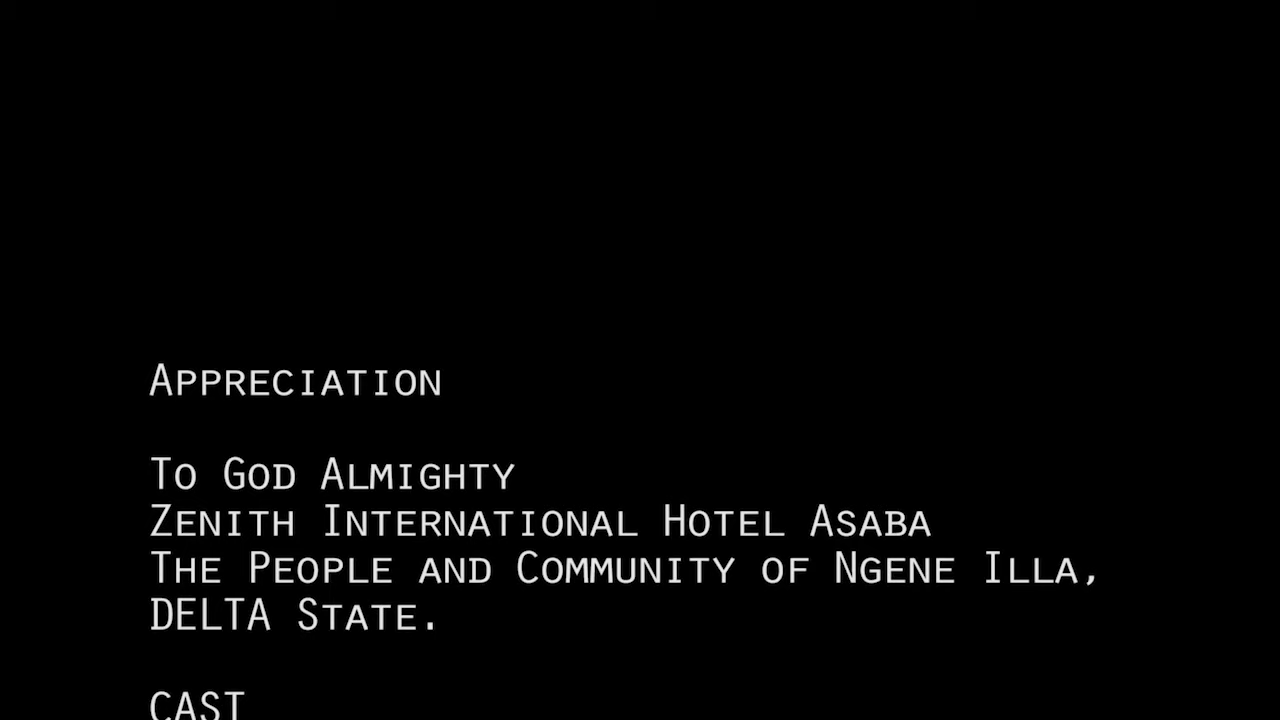 Appreciation
To God Almighty
Zenith International Hotel Asaba
The People and Community of Ngene Illa,
DELTA State.
CAST